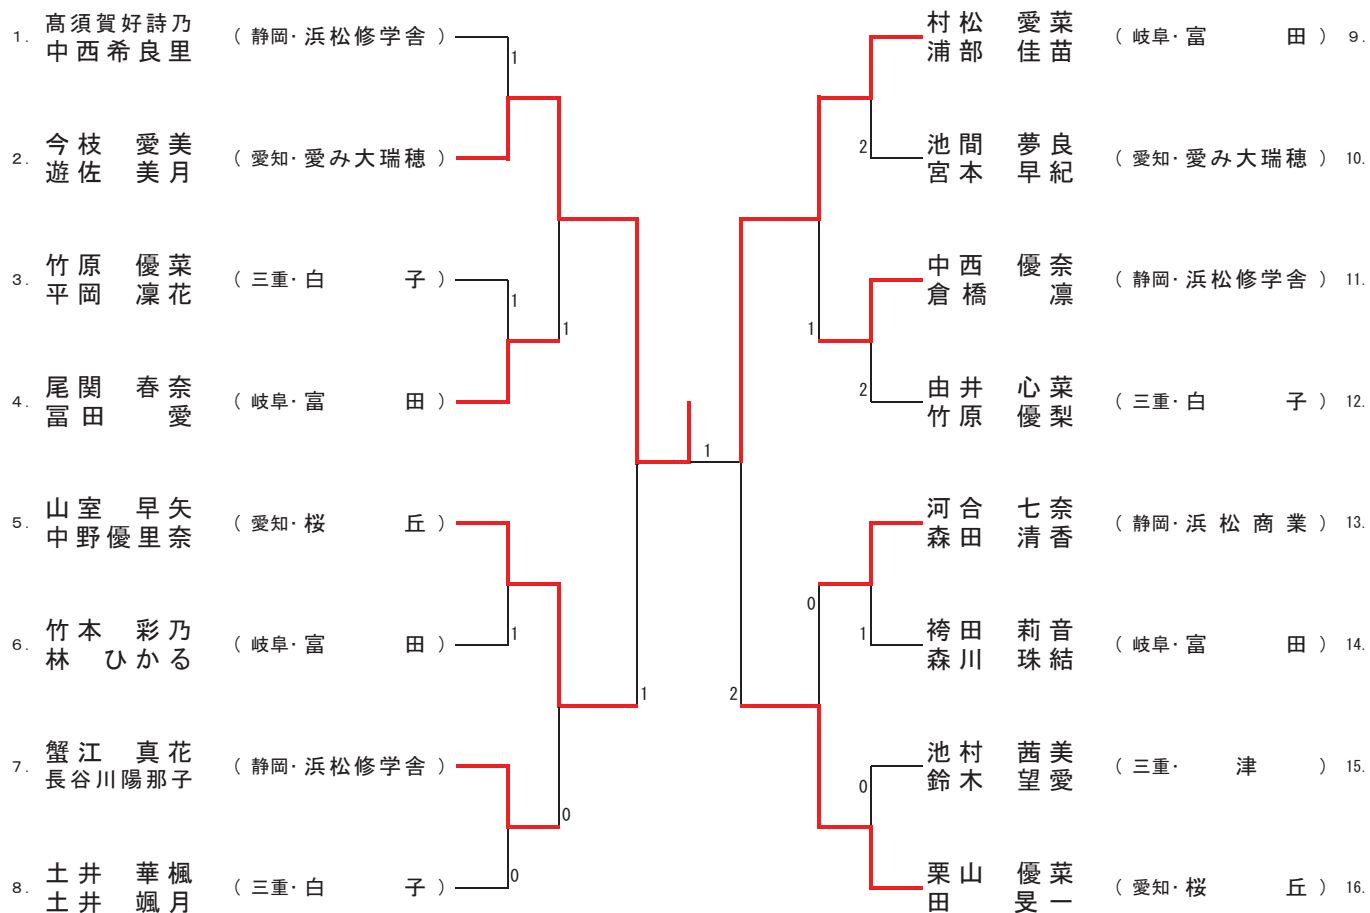 1. 髙須賀好詩乃 中西希良里 ( 静岡・浜松修学舎 )
1
2. 今枝 愛美 遊佐 美月 ( 愛知・愛み大瑞穂 )
3. 竹原 優菜 平岡 凜花 ( 三重・白子 )
1
1
4. 尾関 春奈 冨田 愛 ( 岐阜・富田 )
5. 山室 早矢 中野優里奈 ( 愛知・桜丘 )
1
6. 竹本 彩乃 林 ひかる ( 岐阜・富田 )
1
7. 蟹江 真花 長谷川陽那子 ( 静岡・浜松修学舎 )
0
0
8. 土井 華楓 土井 颯月 ( 三重・白子 )
1
村松 愛菜 浦部 佳苗 ( 岐阜・富田 ) 9.
2
池間 夢良 宮本 早紀 ( 愛知・愛み大瑞穂 ) 10.
中西 優奈 倉橋 凛 ( 静岡・浜松修学舎 ) 11.
1
2
由井 心菜 竹原 優梨 ( 三重・白子 ) 12.
河合 七奈 森田 清香 ( 静岡・浜松商業 ) 13.
0
1
袴田 莉音 森川 珠結 ( 岐阜・富田 ) 14.
2
池村 茜美 鈴木 望愛 ( 三重・津 ) 15.
0
栗山 優菜 田 旻一 ( 愛知・桜丘 ) 16.